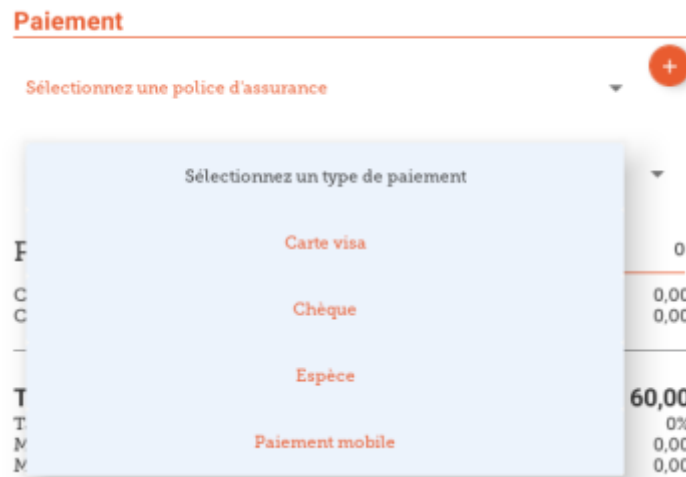 Paiement
+
Sélectionnez une police d'assurance
Sélectionnez un type de paiement
Carte visa
0
Chèque
0,00
0,00
Espèce
60,00
0%
Paiement mobile
0,00
0,00